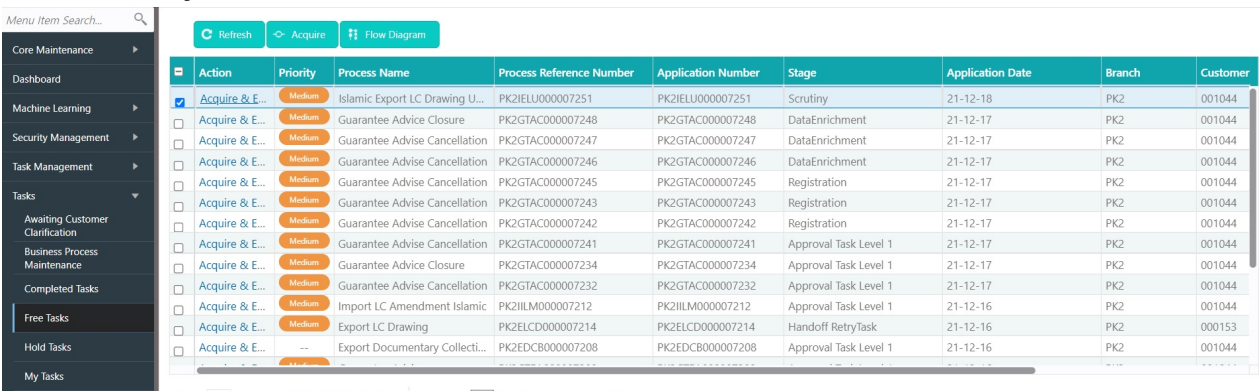 Menu Item Search...
Core Maintenance
Dashboard
Machine Learning
Security Management
Task Management
Tasks
Awaiting Customer
Clarification
Business Process
Maintenance
Completed Tasks
Free Tasks
Hold Tasks
My Tasks
Refresh Acquire Flow Diagram
Action Priority Process Name Process Reference Number Application Number Stage Application Date Branch Customer
Acquire & E... Medium Islamic Export LC Drawing U... PK2IELU000007251 PK2IELU000007251 Scrutiny 21-12-18 PK2 001044
Acquire & E... Medium Guarantee Advice Closure PK2GTAC000007248 PK2GTAC000007248 DataEnrichment 21-12-17 PK2 001044
Acquire & E... Medium Guarantee Advise Cancellation PK2GTAC000007247 PK2GTAC000007247 DataEnrichment 21-12-17 PK2 001044
Acquire & E... Medium Guarantee Advise Cancellation PK2GTAC000007246 PK2GTAC000007246 DataEnrichment 21-12-17 PK2 001044
Acquire & E... Medium Guarantee Advise Cancellation PK2GTAC000007245 PK2GTAC000007245 Registration 21-12-17 PK2 001044
Acquire & E... Medium Guarantee Advise Cancellation PK2GTAC000007243 PK2GTAC000007243 Registration 21-12-17 PK2 001044
Acquire & E... Medium Guarantee Advise Cancellation PK2GTAC000007242 PK2GTAC000007242 Registration 21-12-17 PK2 001044
Acquire & E... Medium Guarantee Advise Cancellation PK2GTAC000007241 PK2GTAC000007241 Approval Task Level 1 21-12-17 PK2 001044
Acquire & E... Medium Guarantee Advice Closure PK2GTAC000007234 PK2GTAC000007234 Approval Task Level 1 21-12-17 PK2 001044
Acquire & E... Medium Guarantee Advise Cancellation PK2GTAC000007232 PK2GTAC000007232 Approval Task Level 1 21-12-17 PK2 001044
Acquire & E... Medium Import LC Amendment Islamic PK2IILM000007212 PK2IILM000007212 Approval Task Level 1 21-12-16 PK2 001044
Acquire & E... Medium Export LC Drawing PK2ELCD000007214 PK2ELCD000007214 Handoff RetryTask 21-12-16 PK2 000153
Acquire & E... -- Export Documentary Collecti... PK2EDCB000007208 PK2EDCB000007208 Approval Task Level 1 21-12-16 PK2 001044